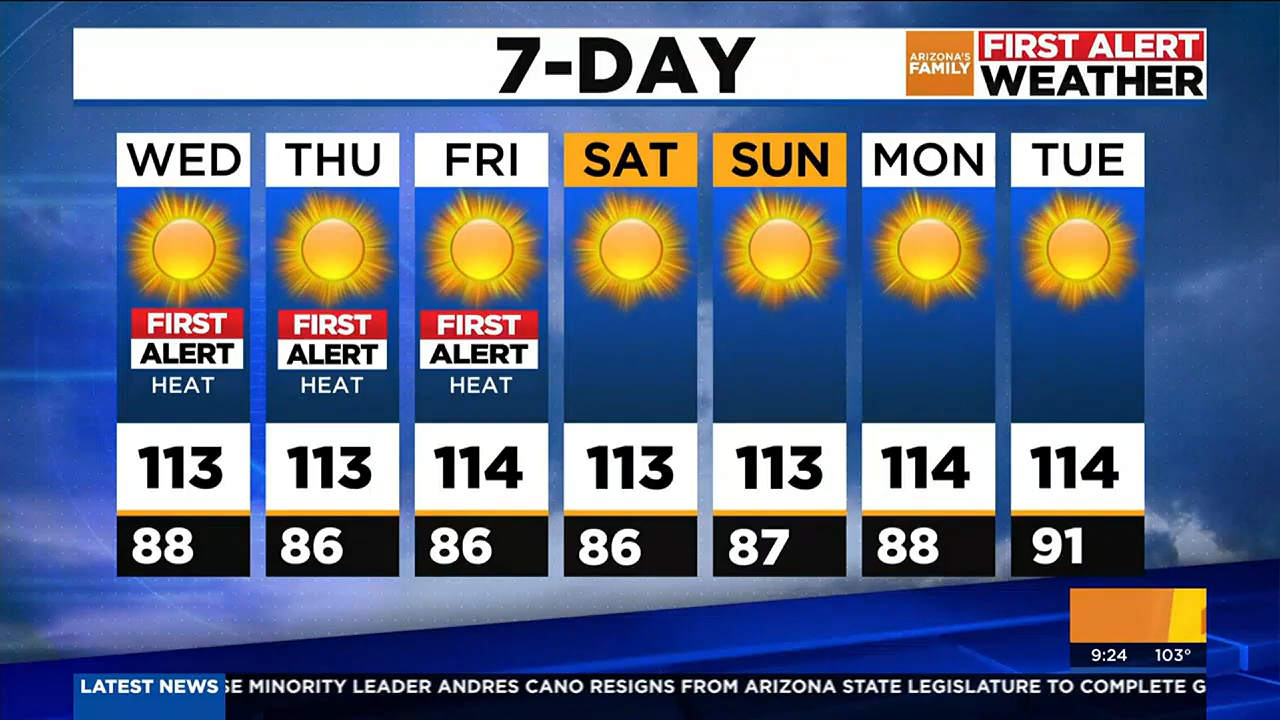 7-DAY
ARIZONA'S
FAMILY
FIRST ALERT
WEATHER
WED THU FRI SAT SUN MON TUE
FIRST FIRST FIRST
ALERT ALERT ALERT
HEAT HEAT HEAT
113 113 114 113 113 114 114
88 86 86 86 87 88 91
9:24 103°
LATEST NEWS SE MINORITY LEADER ANDRES CANO RESIGNS FROM ARIZONA STATE LEGISLATURE TO COMPLETE G